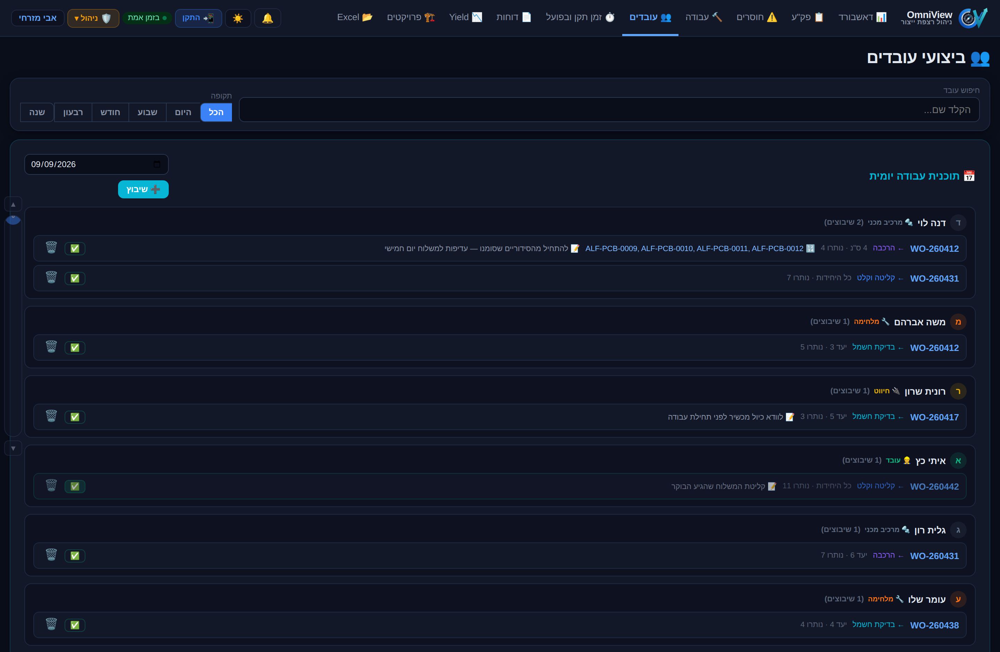 OmniView
ניהול רצפת ייצור
📊 דאשבורד
📋 פק"ע
⚠️ חוסרים
🔨 עבודה
👥 עובדים
⏱️ זמן תקן ובפועל
📄 דוחות
📉 Yield
🏗️ פרויקטים
📂 Excel
🔔
☀️
📲 התקן
בזמן אמת
🛡️ ניהול ▾
אבי מזרחי
👥 ביצועי עובדים
חיפוש עובד
הקלד שם...
תקופה
הכל
היום
שבוע
חודש
רבעון
שנה
📅 תוכנית עבודה יומית
09/09/2026
➕ שיבוץ
▲
▼
ד דנה לוי 🔩 מרכיב מכני (2 שיבוצים)
WO-260412 ← הרכבה 4 ס"נ · נותרו 4 🔢 ALF-PCB-0009, ALF-PCB-0010, ALF-PCB-0011, ALF-PCB-0012 📝 להתחיל מהסידוריים שסומנו — עדיפות למשלוח יום חמישי ✅ 🗑️
WO-260431 ← קליטה וקלט כל היחידות · נותרו 7 ✅ 🗑️
מ משה אברהם 🔧 מלחימה (1 שיבוצים)
WO-260412 ← בדיקת חשמל יעד 3 · נותרו 5 ✅ 🗑️
ר רונית שרון 🔌 חיווט (1 שיבוצים)
WO-260417 ← בדיקת חשמל יעד 5 · נותרו 3 📝 לוודא כיול מכשיר לפני תחילת עבודה ✅ 🗑️
א איתי כץ 👷 עובד (1 שיבוצים)
WO-260442 ← קליטה וקלט כל היחידות · נותרו 11 📝 קליטת המשלוח שהגיע הבוקר ✅ 🗑️
ג גלית רון 🔩 מרכיב מכני (1 שיבוצים)
WO-260431 ← הרכבה יעד 6 · נותרו 7 ✅ 🗑️
ע עומר שלו 🔧 מלחימה (1 שיבוצים)
WO-260438 ← בדיקת חשמל יעד 4 · נותרו 4 ✅ 🗑️